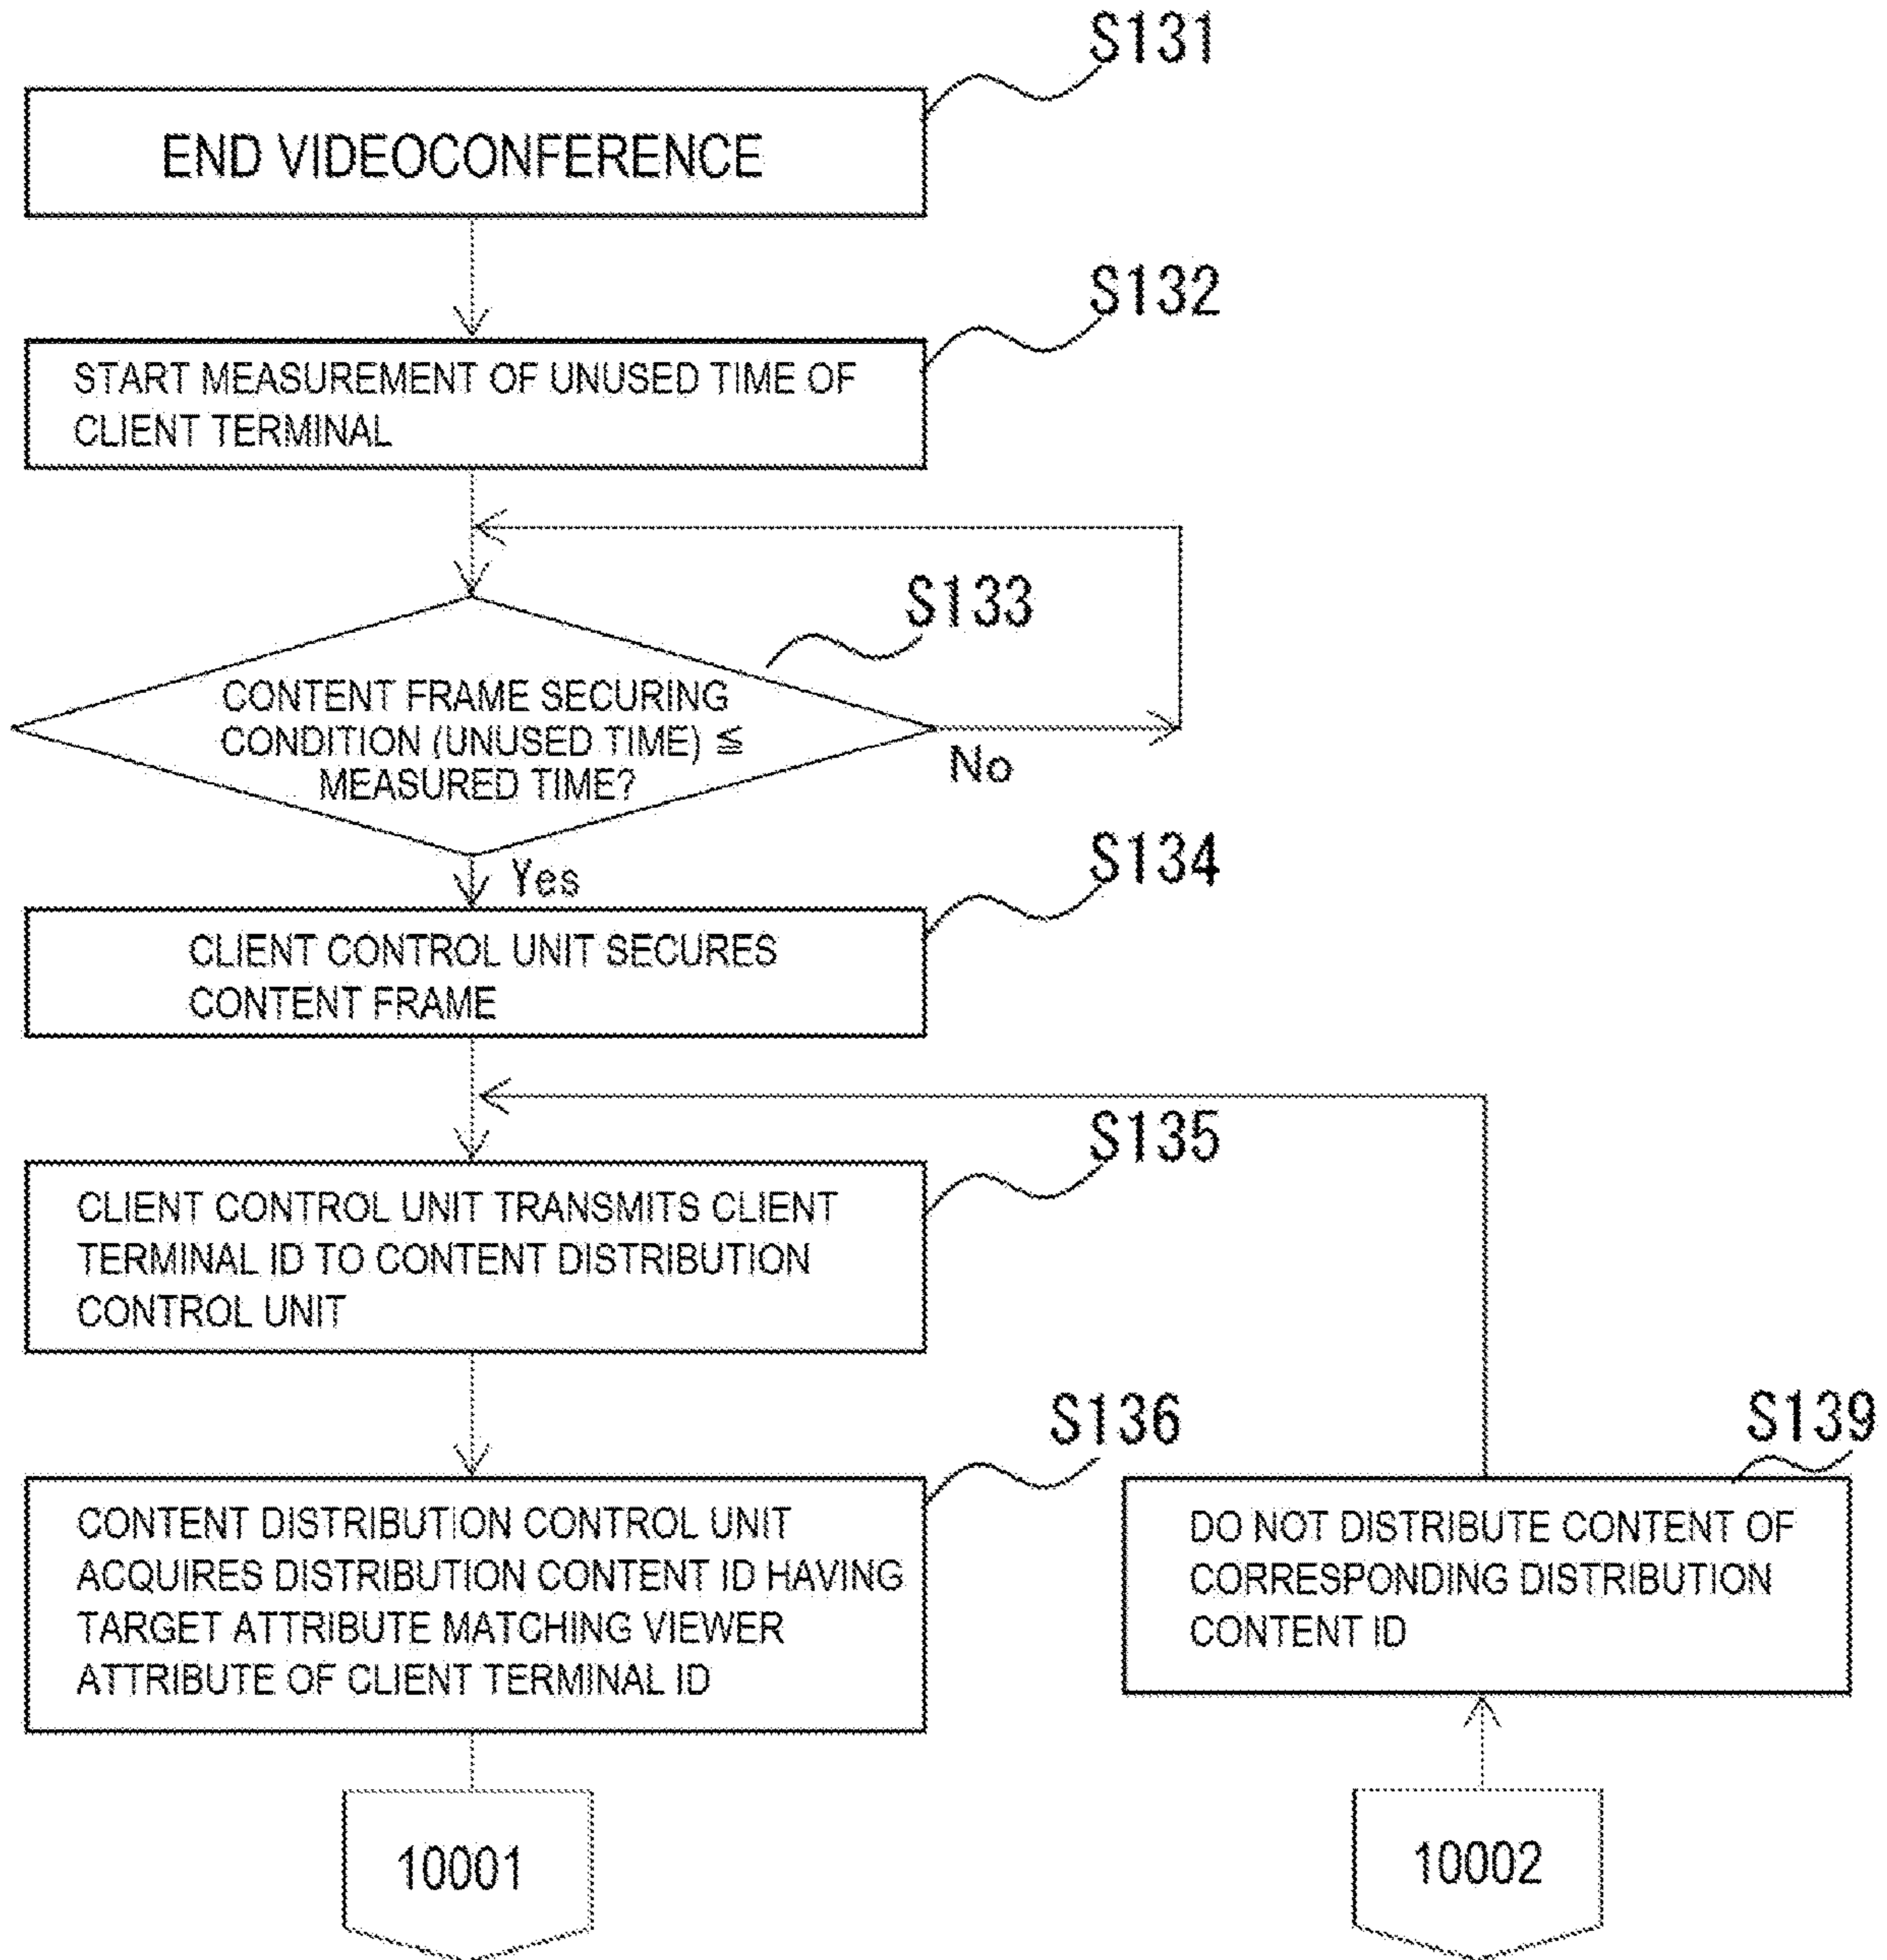 S131
END VIDEOCONFERENCE
S132
START MEASUREMENT OF UNUSED TIME OF
CLIENT TERMINAL
S133
CONTENT FRAME SECURING
CONDITION (UNUSED TIME) ≦
MEASURED TIME?
No
Yes
S134
CLIENT CONTROL UNIT SECURES
CONTENT FRAME
S135
CLIENT CONTROL UNIT TRANSMITS CLIENT
TERMINAL ID TO CONTENT DISTRIBUTION
CONTROL UNIT
S136
CONTENT DISTRIBUTION CONTROL UNIT
ACQUIRES DISTRIBUTION CONTENT ID HAVING
TARGET ATTRIBUTE MATCHING VIEWER
ATTRIBUTE OF CLIENT TERMINAL ID
S139
DO NOT DISTRIBUTE CONTENT OF
CORRESPONDING DISTRIBUTION
CONTENT ID
10001
10002